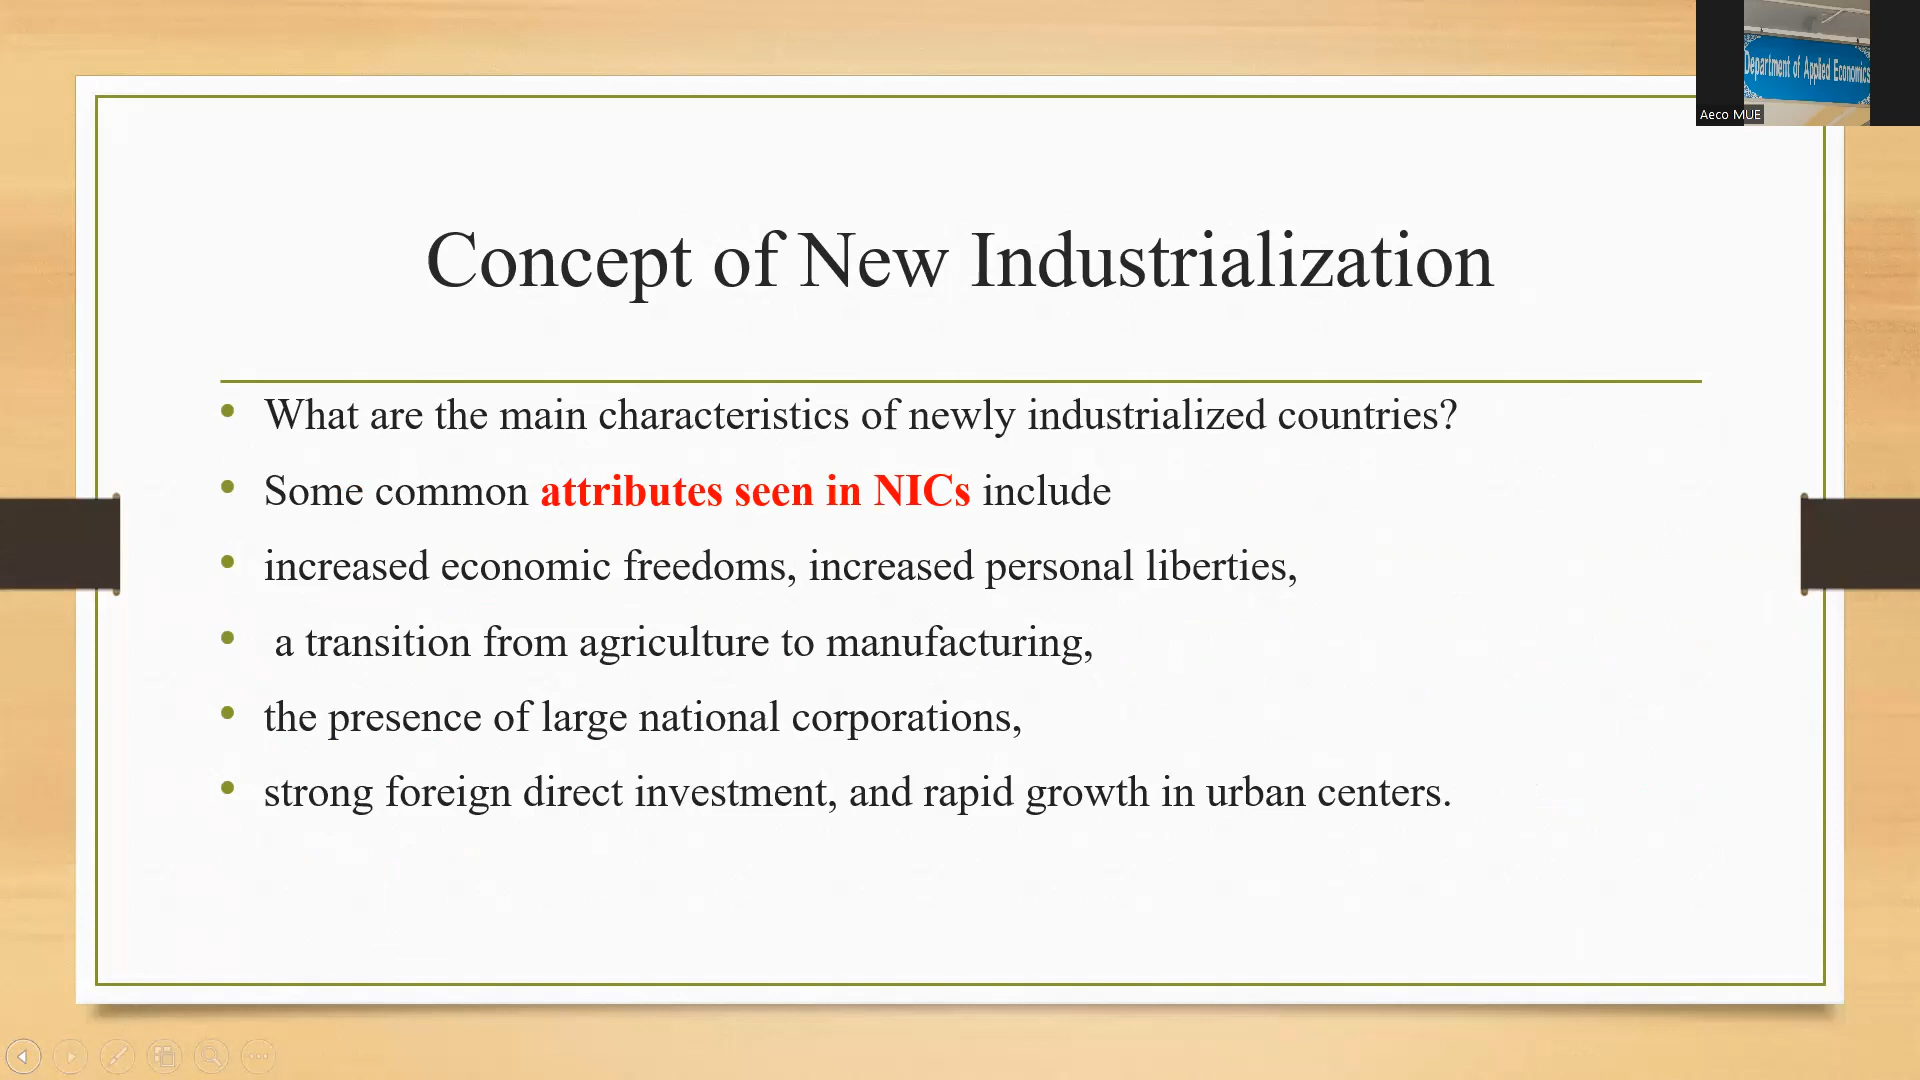 Department of Applied Economics
Aeco MUE
Concept of New Industrialization
• What are the main characteristics of newly industrialized countries?
• Some common attributes seen in NICs include
• increased economic freedoms, increased personal liberties,
• a transition from agriculture to manufacturing,
• the presence of large national corporations,
• strong foreign direct investment, and rapid growth in urban centers.